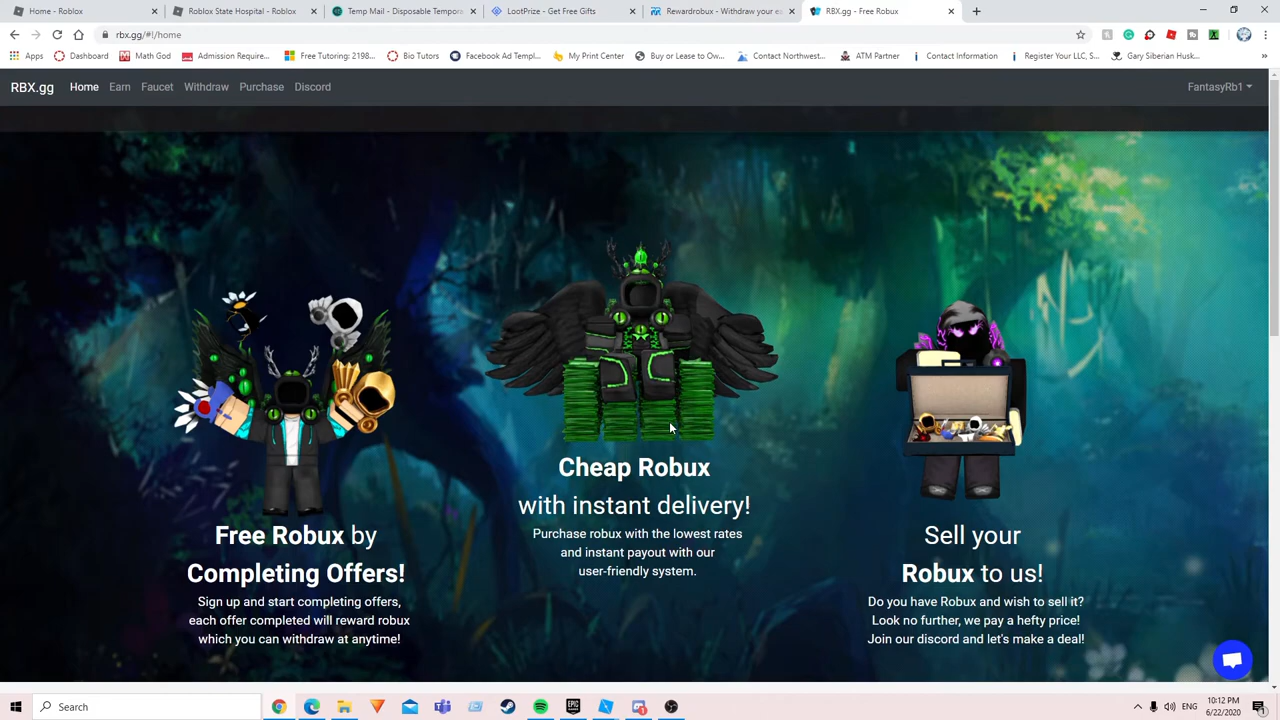 Home - Roblox
Roblox State Hospital - Roblox
Temp Mail - Disposable Tempora
LootPrize - Get Free Gifts
Rewardrobux - Withdraw your e
RBX.gg - Free Robux
rbx.gg/#!/home
Apps
Dashboard
Math God
Admission Require...
Free Tutoring: 2198...
Bio Tutors
Facebook Ad Templ...
My Print Center
Buy or Lease to Ow...
Contact Northwest...
ATM Partner
Contact Information
Register Your LLC, S...
Gary Siberian Husk...
RBX.gg
Home
Earn
Faucet
Withdraw
Purchase
Discord
FantasyRb1
Cheap Robux
with instant delivery!
Purchase robux with the lowest rates
and instant payout with our
user-friendly system.
Free Robux by
Completing Offers!
Sign up and start completing offers,
each offer completed will reward robux
which you can withdraw at anytime!
Sell your
Robux to us!
Do you have Robux and wish to sell it?
Look no further, we pay a hefty price!
Join our discord and let's make a deal!
Search
ENG
10:12 PM
6/22/2020